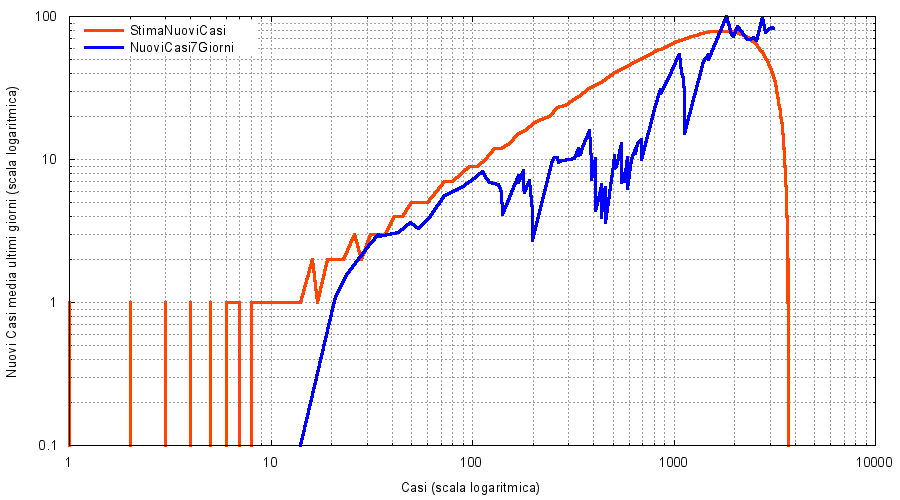 StimaNuoviCasi
NuoviCasi7Giorni
Nuovi Casi media ultimi giorni (scala logaritmica)
100
10
1
0.1
1
10
100
1000
10000
Casi (scala logaritmica)